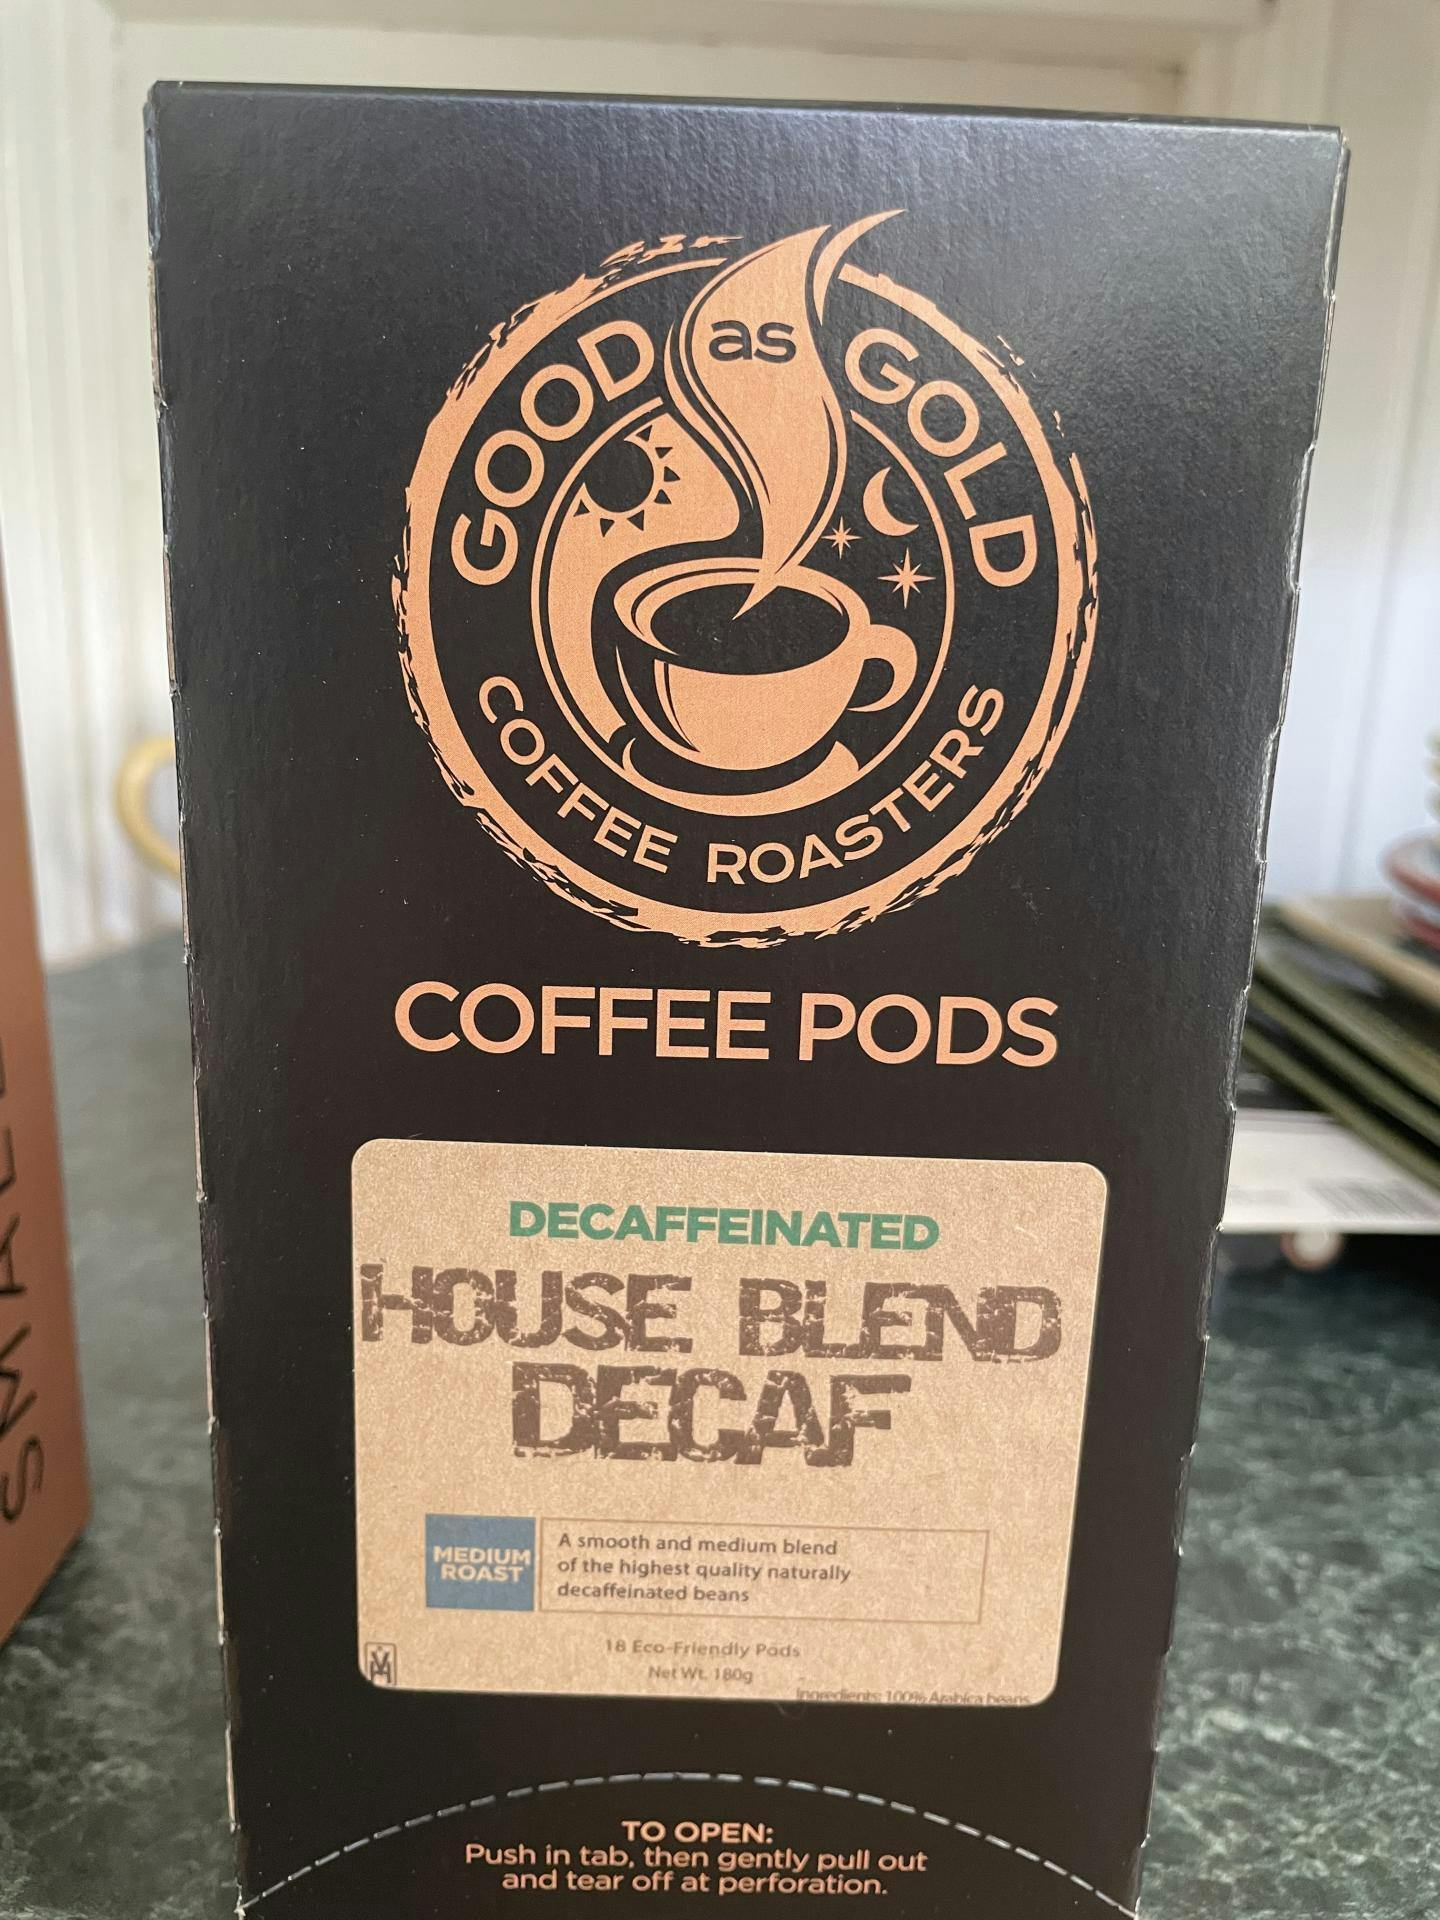 GOOD as GOLD
COFFEE ROASTERS
COFFEE PODS
DECAFFEINATED
HOUSE BLEND
DECAF
MEDIUM
ROAST
A smooth and medium blend
of the highest quality naturally
decaffeinated beans
18 Eco-Friendly Pods
Net Wt. 180g
Ingredients: 100% Arabica beans
TO OPEN:
Push in tab, then gently pull out
and tear off at perforation.